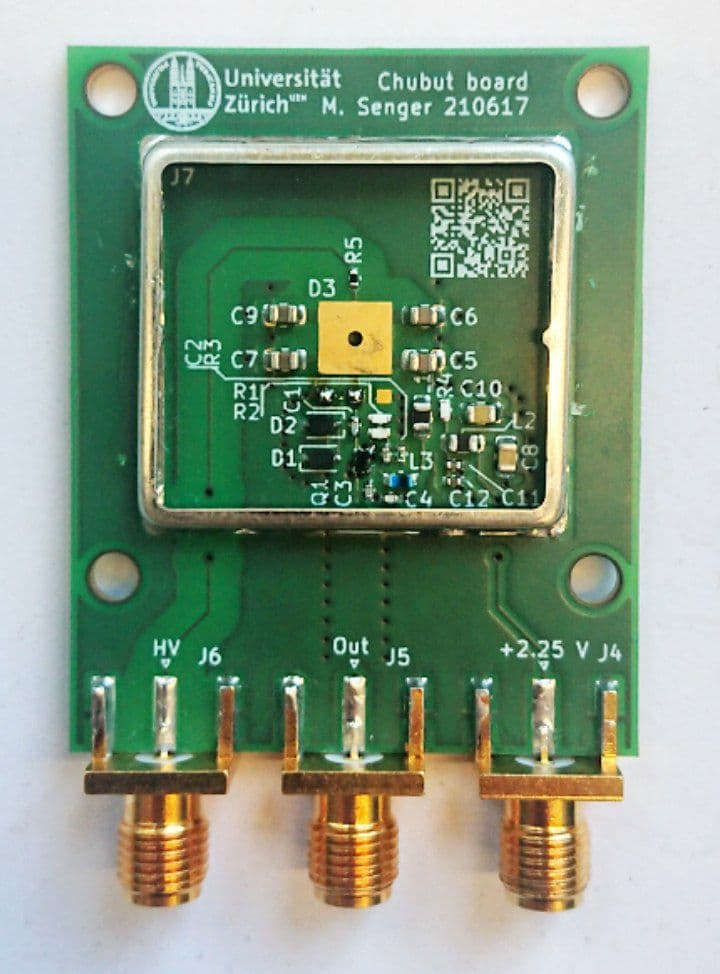 Universität Chubut board
Zürich UZH M. Senger 210617
J7
R5
D3
C9 C6
C7 C5
C2
R3
R1 C1 L1 R4 C10
R2
D2 L2
D1 L3 C8
Q1 C3 C4 C12 C11
HV J6 Out J5 +2.25 V J4